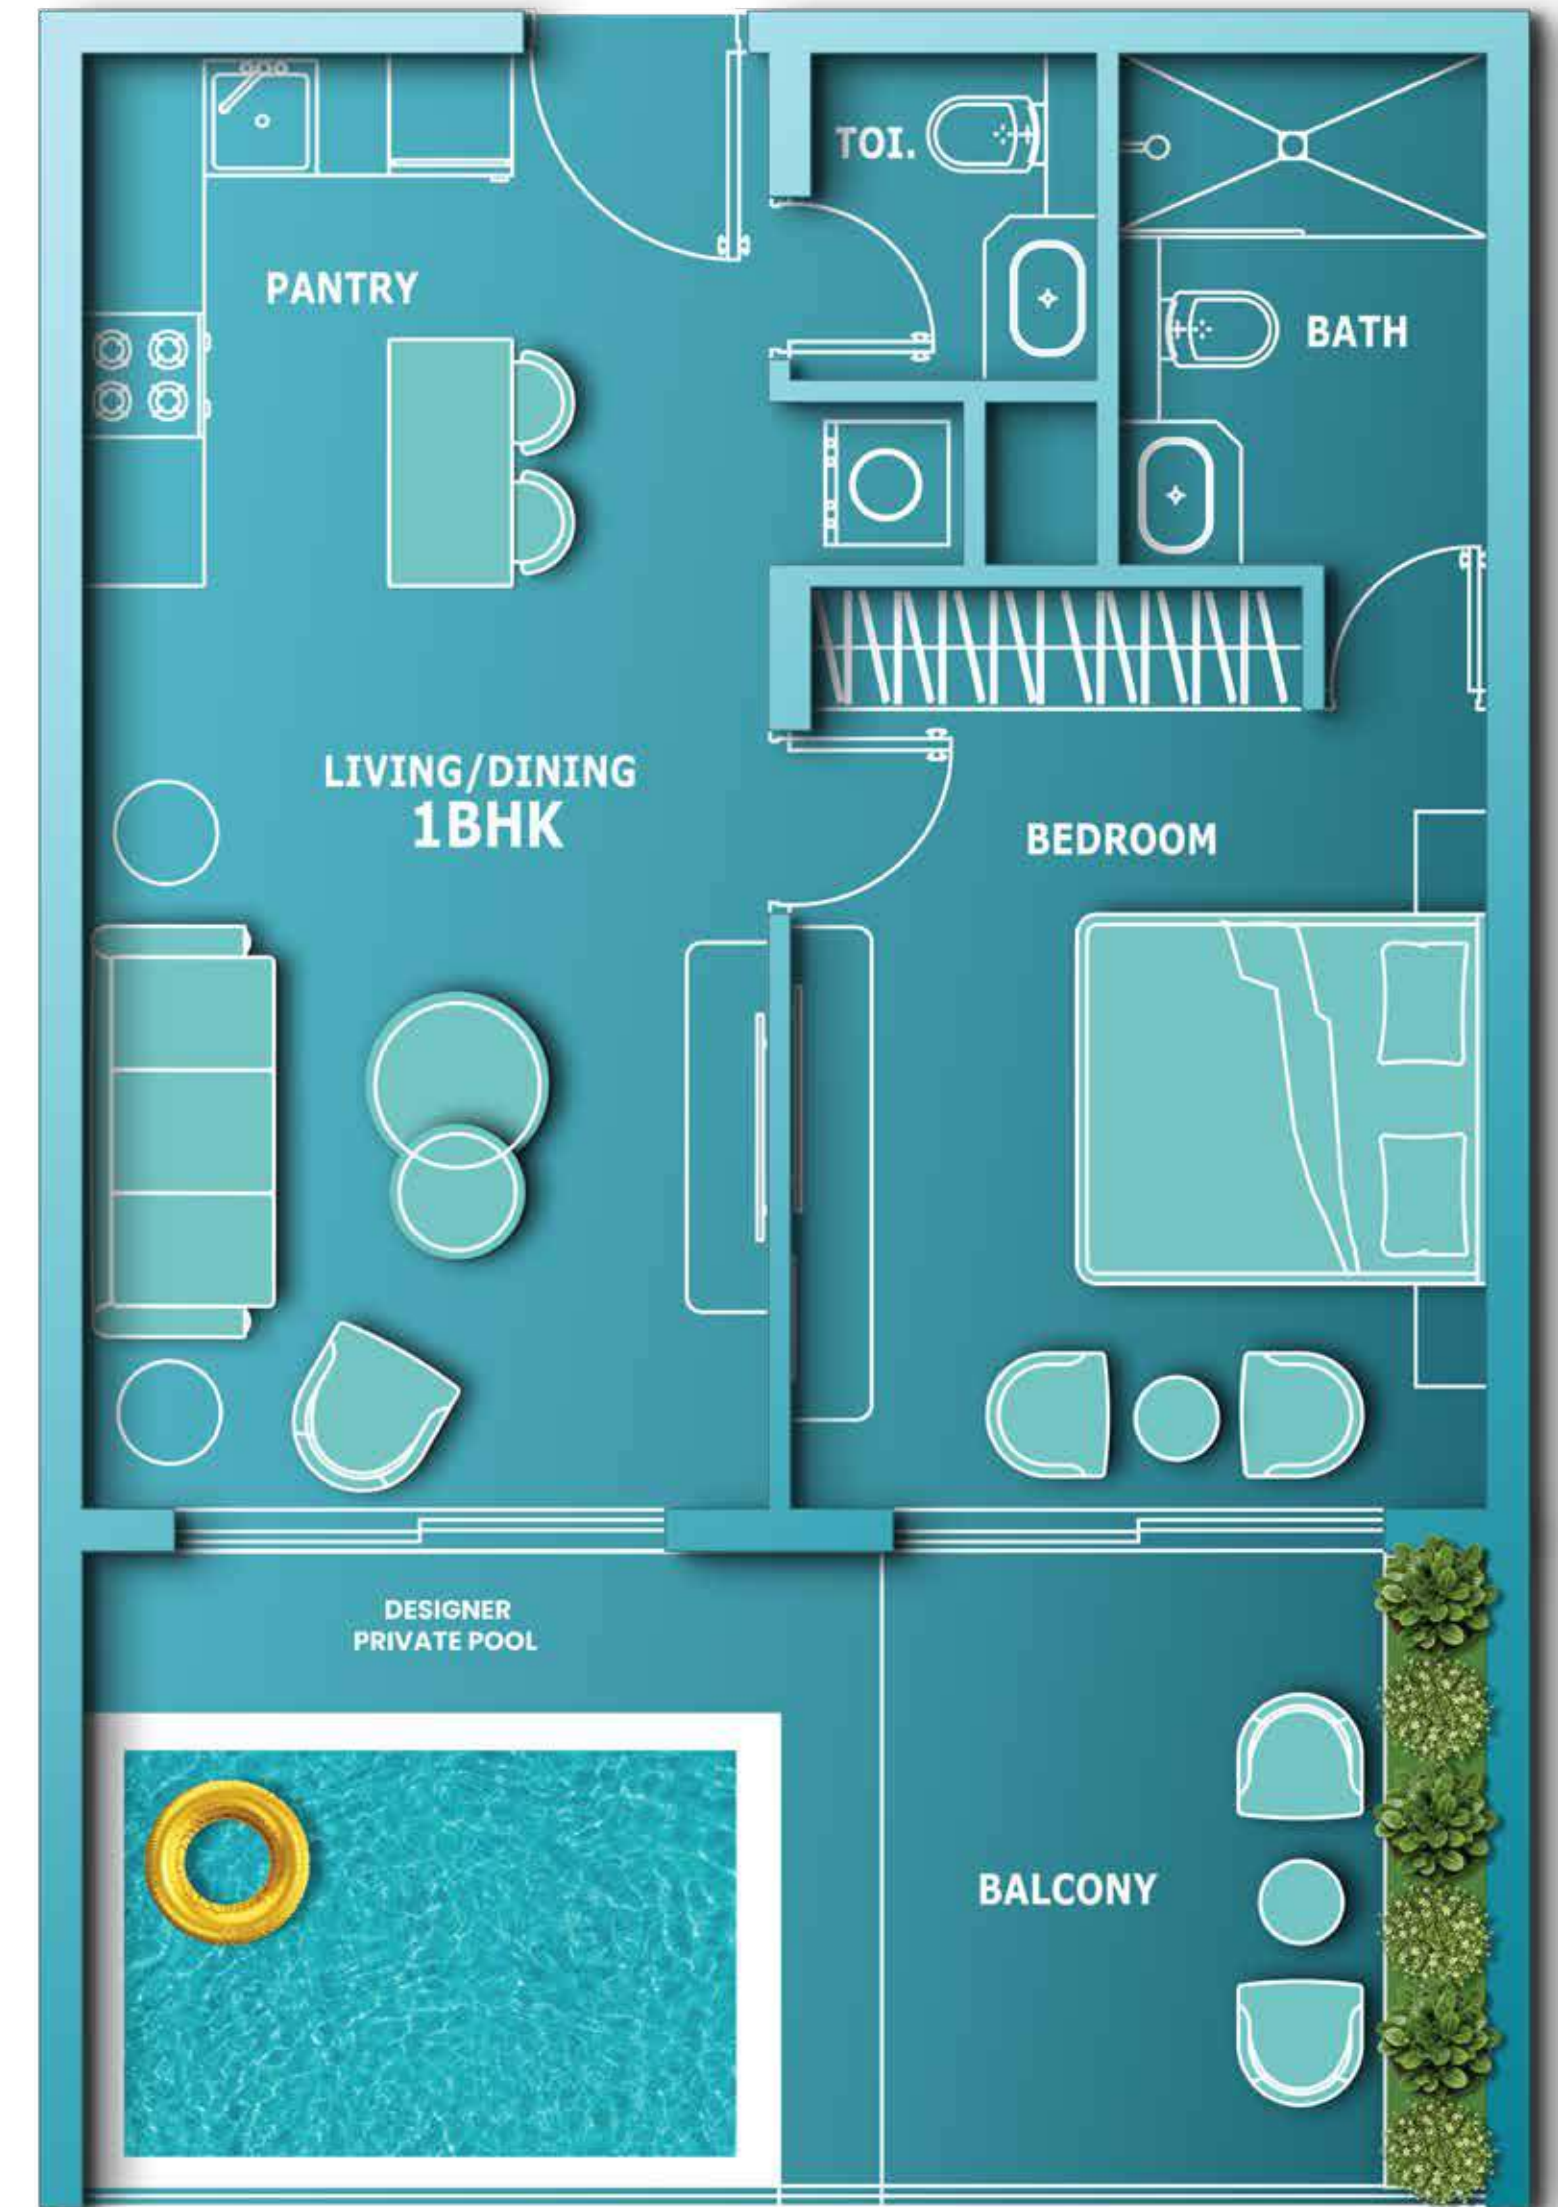 TOI.
PANTRY
BATH
LIVING/DINING
1BHK
BEDROOM
DESIGNER
PRIVATE POOL
BALCONY